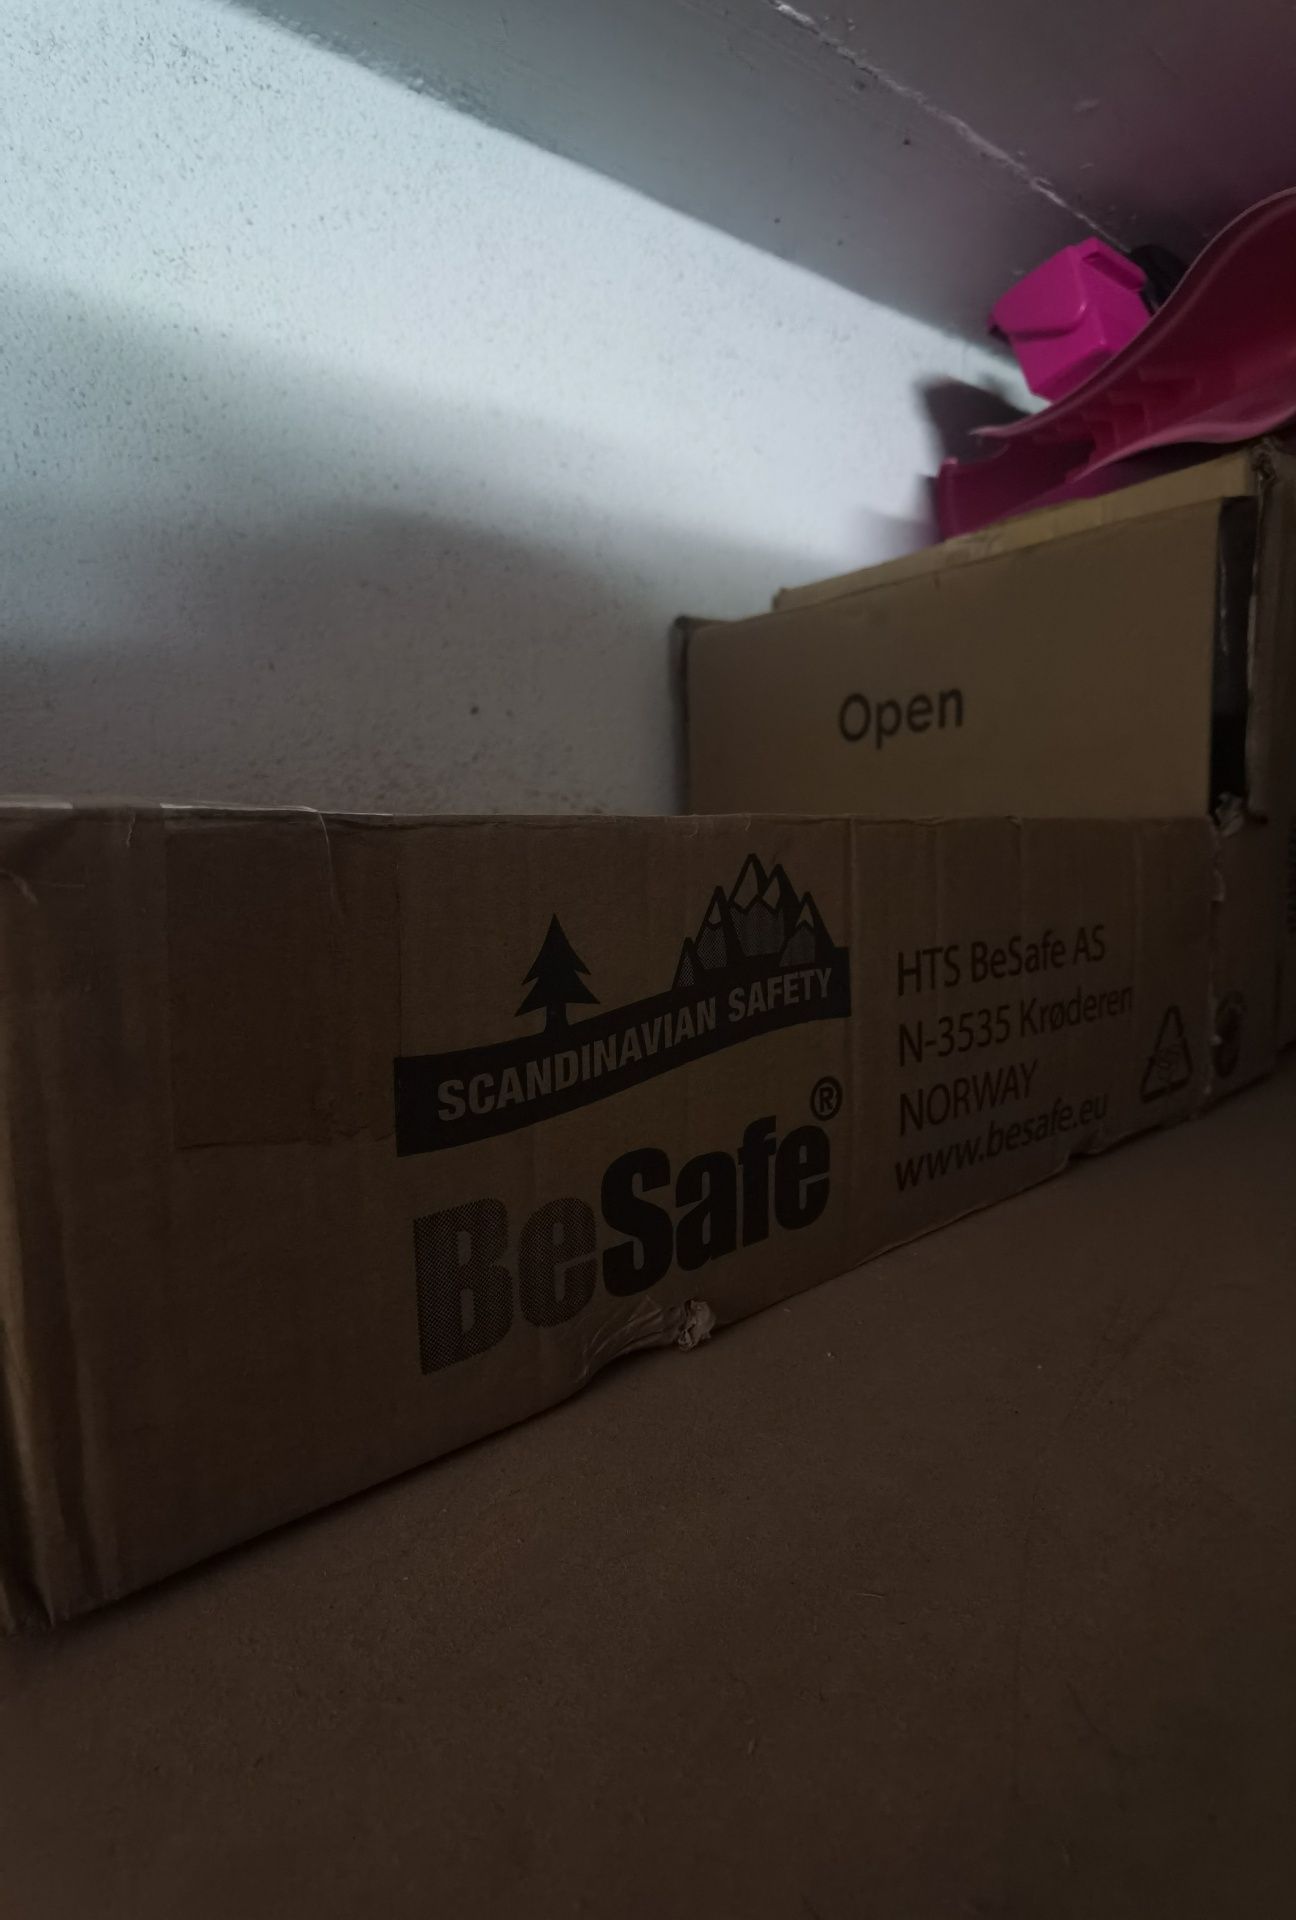 Open
SCANDINAVIAN SAFETY
BeSafe®
HTS BeSafe AS
N-3535 Krøderen
NORWAY
www.besafe.eu